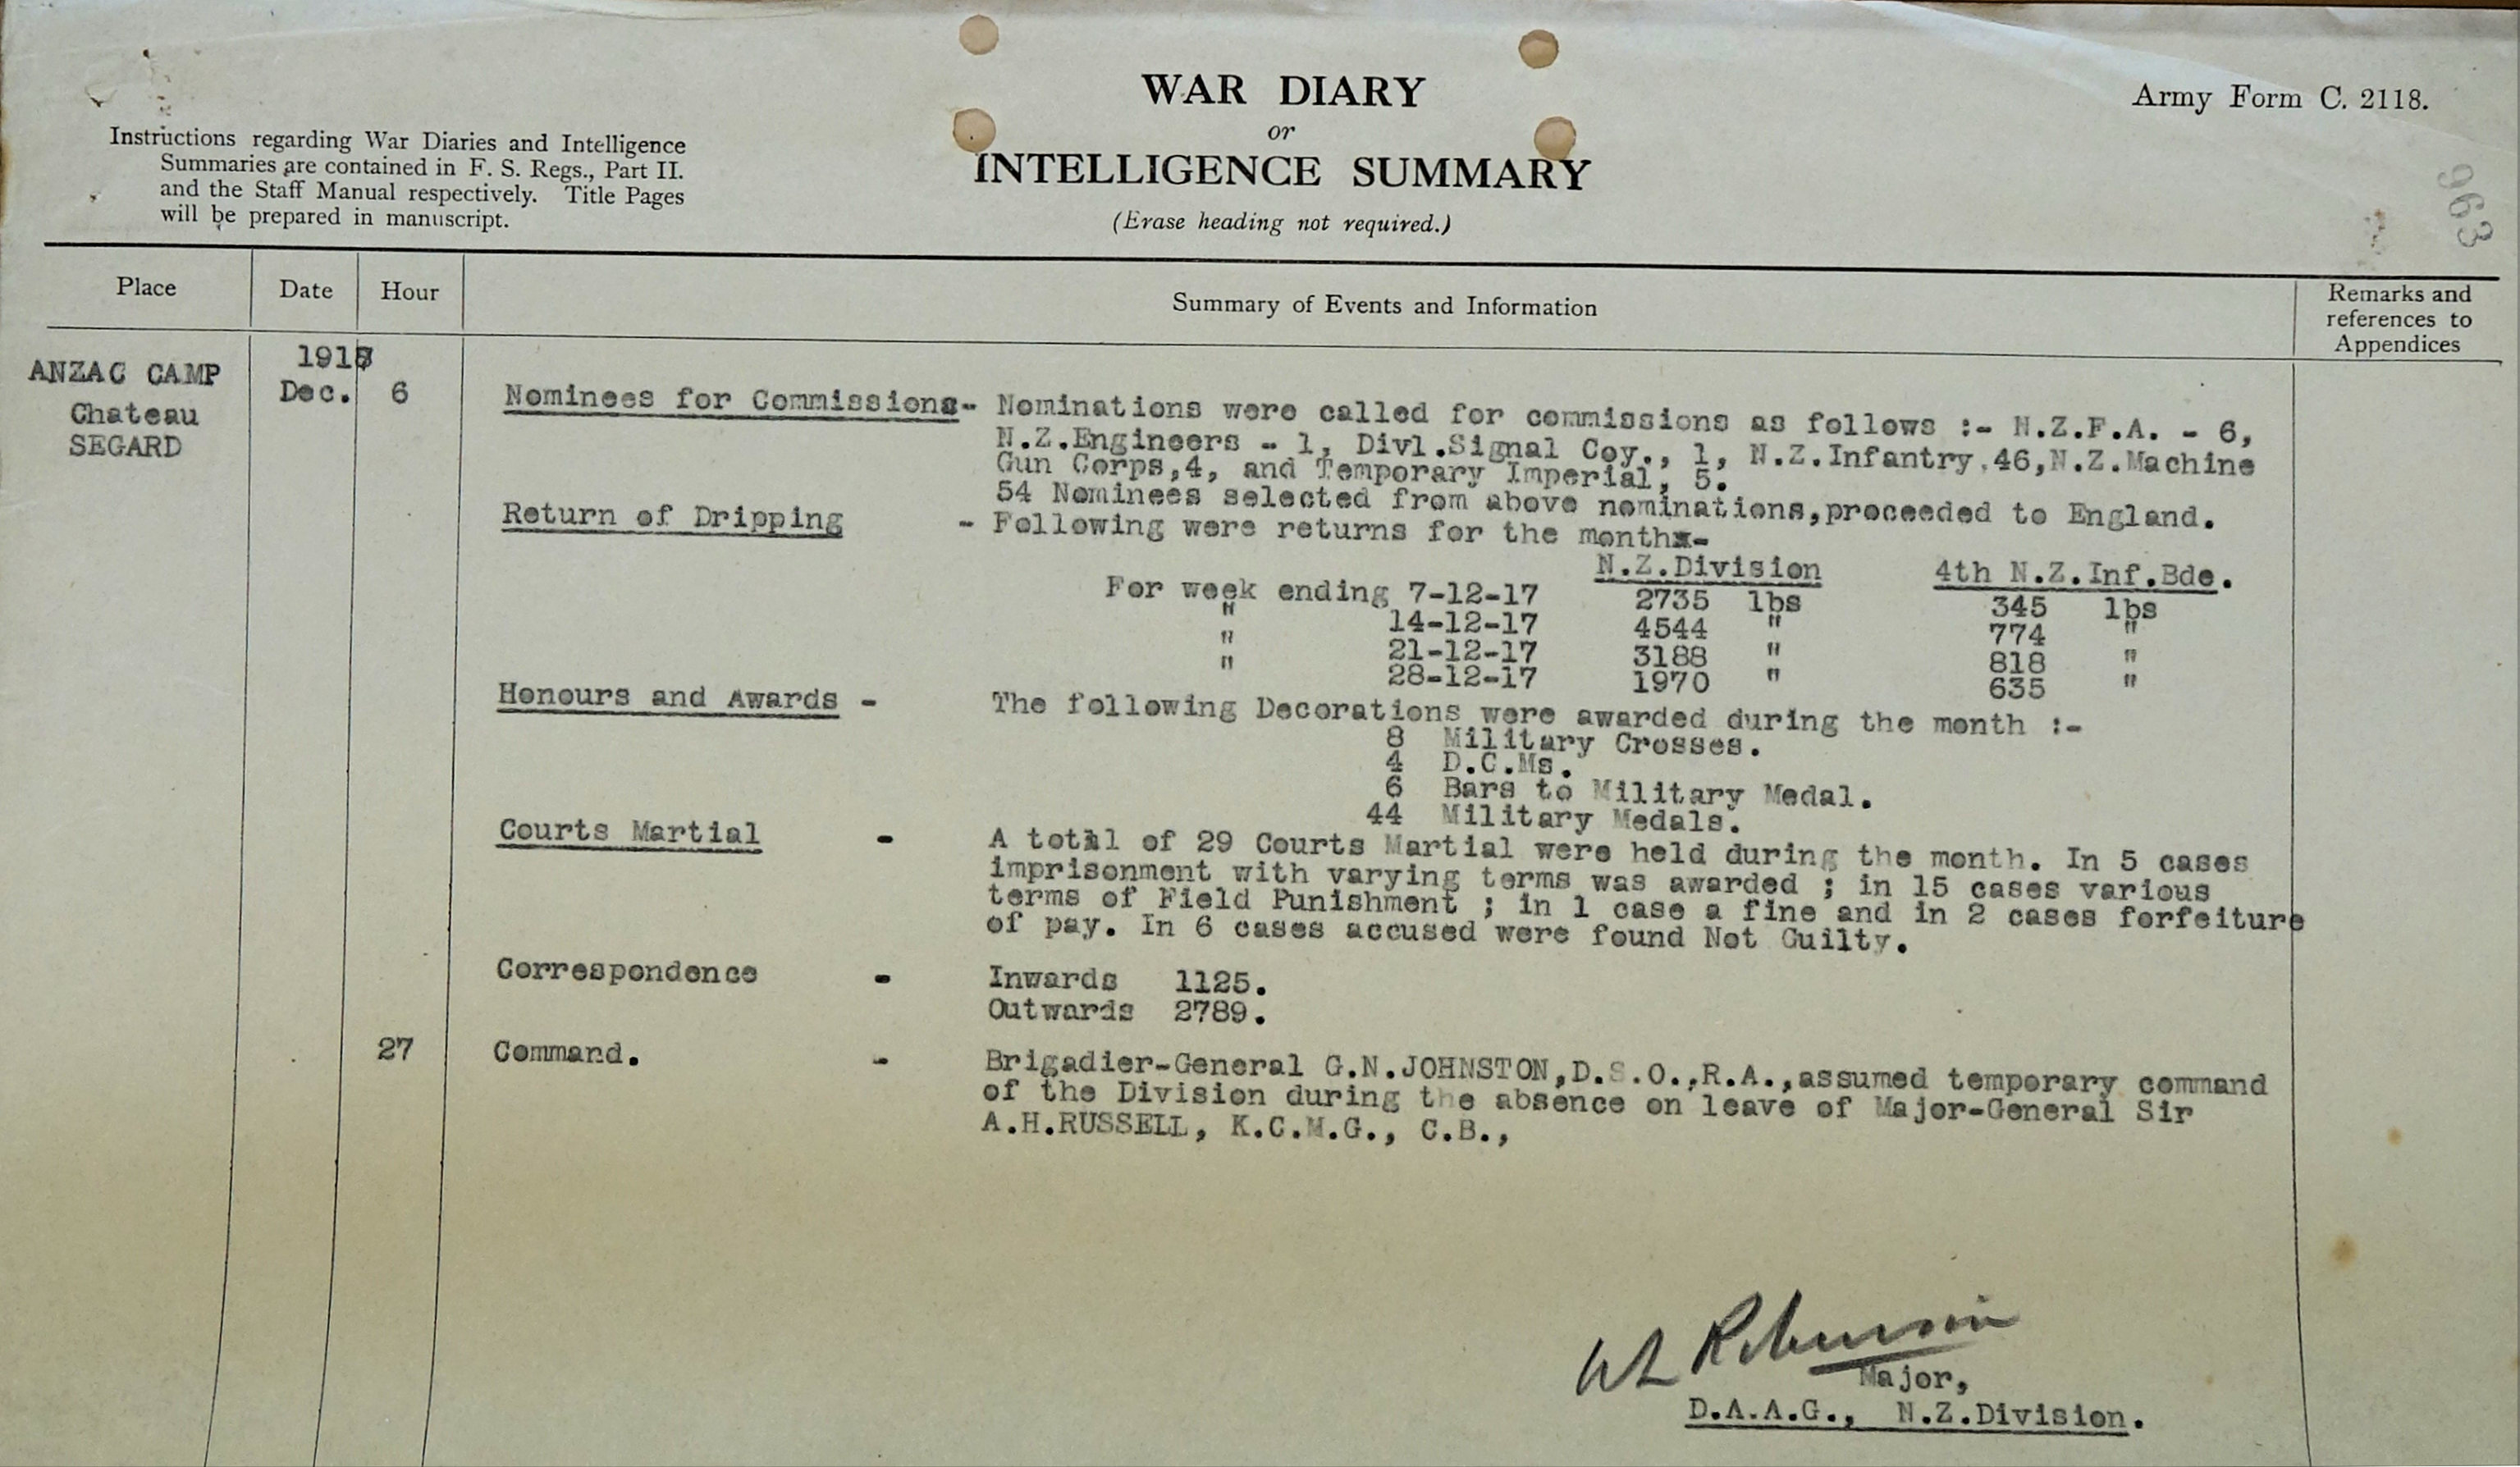 WAR DIARY
or
INTELLIGENCE SUMMARY
(Erase heading not required.)
Army Form C. 2118.
963
Instructions regarding War Diaries and Intelligence
Summaries are contained in F. S. Regs., Part II.
and the Staff Manual respectively. Title Pages
will be prepared in manuscript.
Place Date Hour Summary of Events and Information Remarks and
references to
Appendices
ANZAC CAMP
Chateau
SEGARD
1917
Dec. 6
Nominees for Commissions- Nominations were called for commissions as follows :- N.Z.F.A. - 6,
N.Z.Engineers - 1, Divl.Signal Coy., 1, N.Z.Infantry,46,N.Z.Machine
Gun Corps,4, and Temporary Imperial, 5.
54 Nominees selected from above nominations,proceeded to England.
Return of Dripping - Following were returns for the month:-
N.Z.Division 4th N.Z.Inf.Bde.
For week ending 7-12-17 2735 lbs 345 lbs
" 14-12-17 4544 " 774 "
" 21-12-17 3188 " 818 "
" 28-12-17 1970 " 635 "
Honours and Awards - The following Decorations were awarded during the month :-
8 Military Crosses.
4 D.C.Ms.
6 Bars to Military Medal.
44 Military Medals.
Courts Martial - A total of 29 Courts Martial were held during the month. In 5 cases
imprisonment with varying terms was awarded ; in 15 cases various
terms of Field Punishment ; in 1 case a fine and in 2 cases forfeiture
of pay. In 6 cases accused were found Not Guilty.
Correspondence - Inwards 1125.
Outwards 2789.
27 Command. - Brigadier-General G.N.JOHNSTON,D.S.O.,R.A.,assumed temporary command
of the Division during the absence on leave of Major-General Sir
A.H.RUSSELL, K.C.M.G., C.B.,
Major,
D.A.A.G., N.Z.Division.